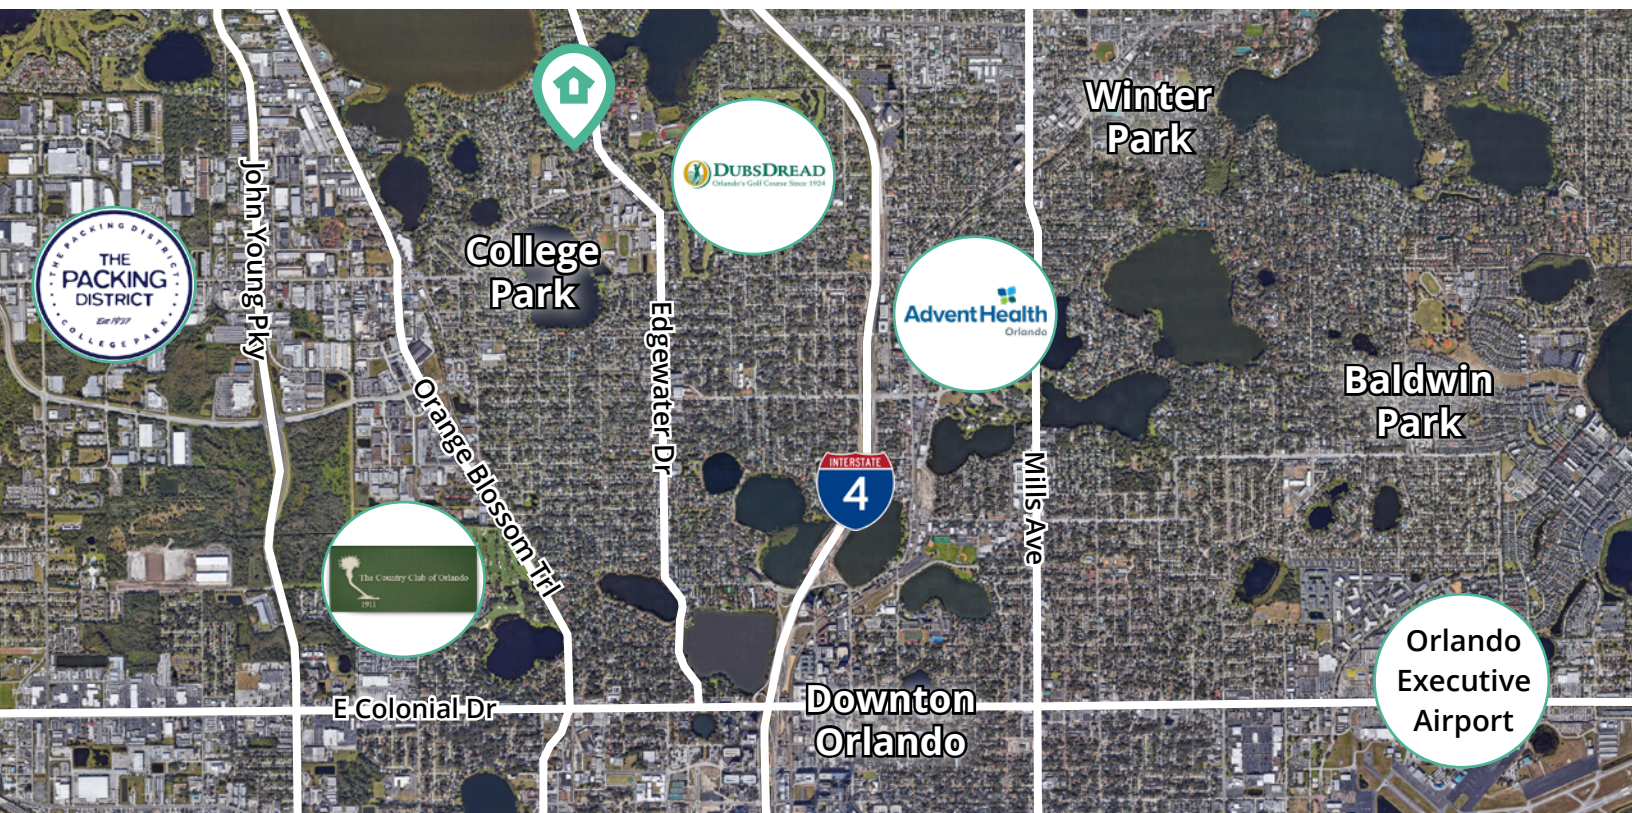 Winter
Park
John Young Pky
DUBSDREAD
Orlando's Golf Course Since 1924
THE PACKING DISTRICT
THE
PACKING
DISTRICT
Est 1937
COLLEGE PARK
College
Park
AdventHealth
Orlando
Edgewater Dr
Orange Blossom Trl
Baldwin
Park
INTERSTATE
4
Mills Ave
The Country Club of Orlando
1911
Orlando
Executive
Airport
E Colonial Dr
Downton
Orlando